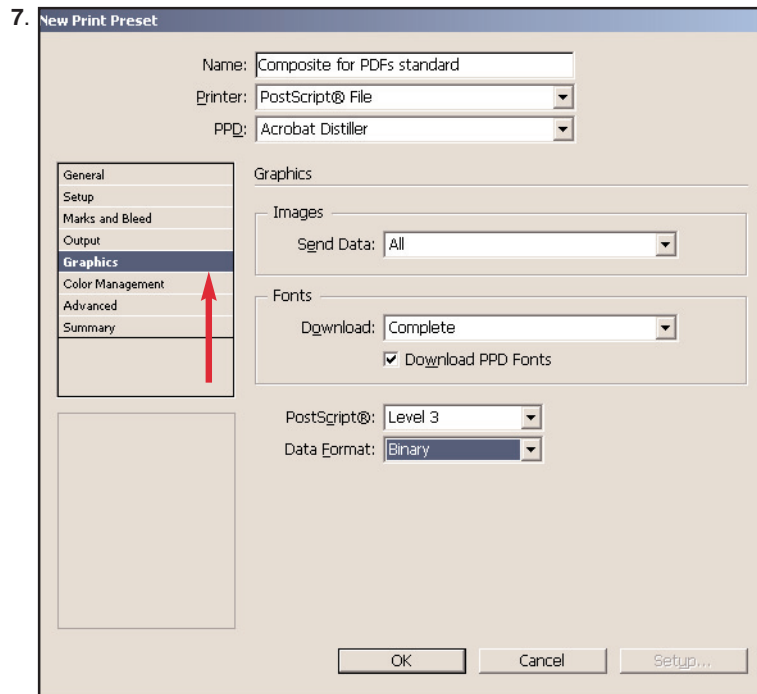 7.
New Print Preset
Name: Composite for PDFs standard
Printer: PostScript® File
PPD: Acrobat Distiller
General
Setup
Marks and Bleed
Output
Graphics
Color Management
Advanced
Summary
Graphics
Images
Send Data: All
Fonts
Download: Complete
Download PPD Fonts
PostScript®: Level 3
Data Format: Binary
OK Cancel Setup...